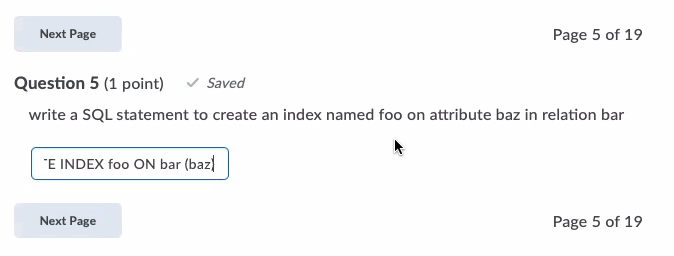 Next Page
Page 5 of 19
Question 5 (1 point) Saved
write a SQL statement to create an index named foo on attribute baz in relation bar
E INDEX foo ON bar (baz)
Next Page
Page 5 of 19